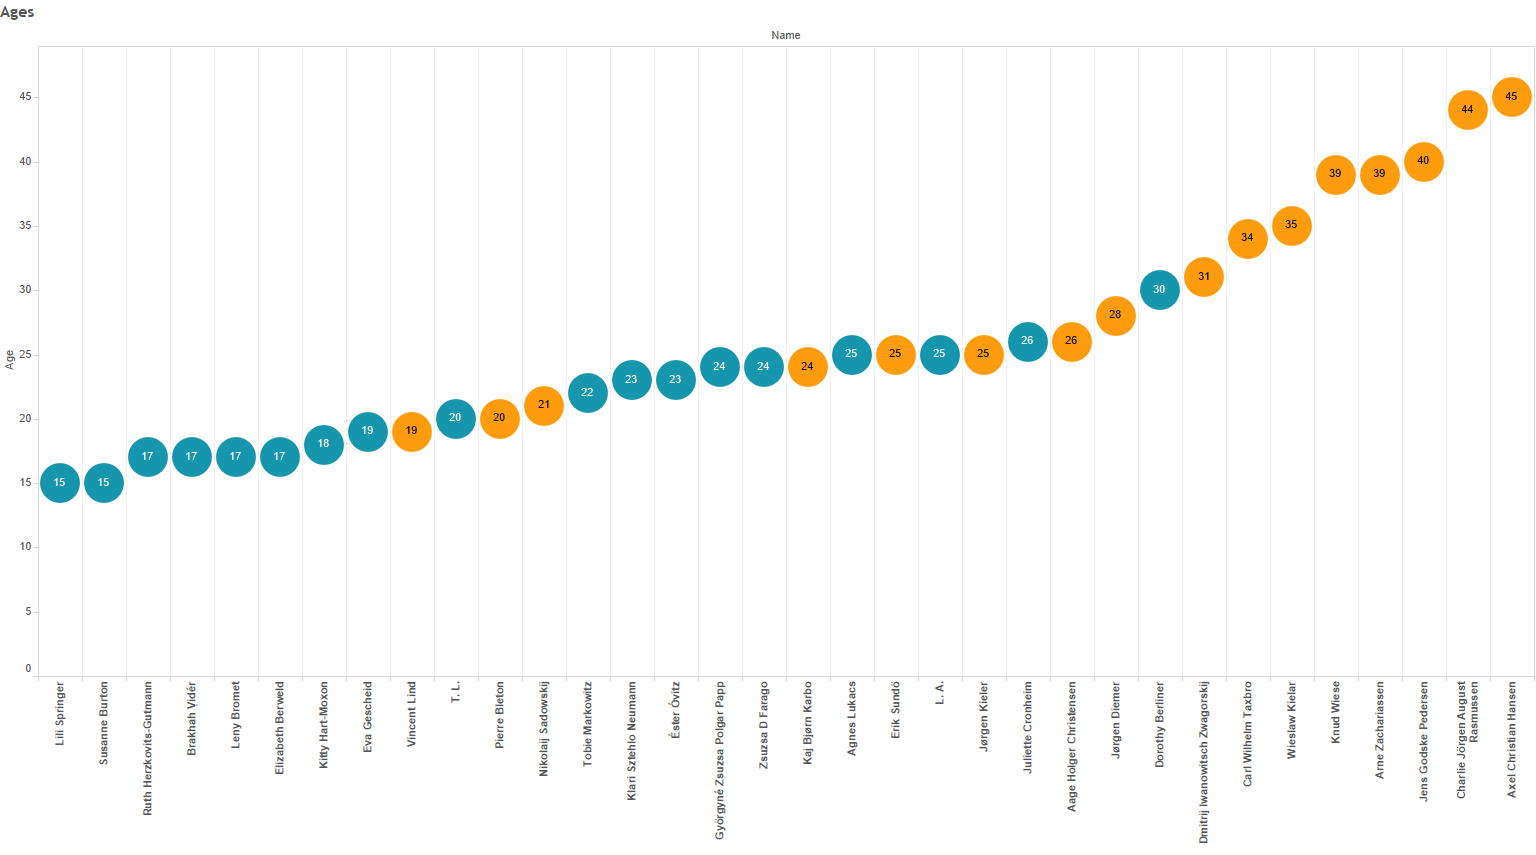 Ages
Name
45
40
35
30
25
20
15
10
5
0
Age
15
15
17
17
17
17
18
19
19
20
20
21
22
23
23
24
24
24
25
25
25
25
26
26
28
30
31
34
35
39
39
40
44
45
Lili Springer
Susanne Burton
Ruth Herzkovits-Gutmann
Brakhah Vidér
Leny Bromet
Elizabeth Berweld
Kitty Hart-Moxon
Eva Gescheid
Vincent Lind
T. L.
Pierre Bleton
Nikolaij Sadowskij
Tobie Markowitz
Klari Sztehlo Neumann
Éster Óvitz
Györgyné Zsuzsa Polgar Papp
Zsuzsa D Farago
Kaj Bjørn Karbo
Agnes Lukacs
Erik Sundö
L. A.
Jørgen Kieler
Juliette Cronheim
Aage Holger Christensen
Jørgen Diemer
Dorothy Berliner
Dmitrij Iwanowitsch Zwagorskij
Carl Wilhelm Taxbro
Wieslaw Kielar
Knud Wiese
Arne Zachariassen
Jens Godske Pedersen
Charlie Jörgen August
Rasmussen
Axel Christian Hansen